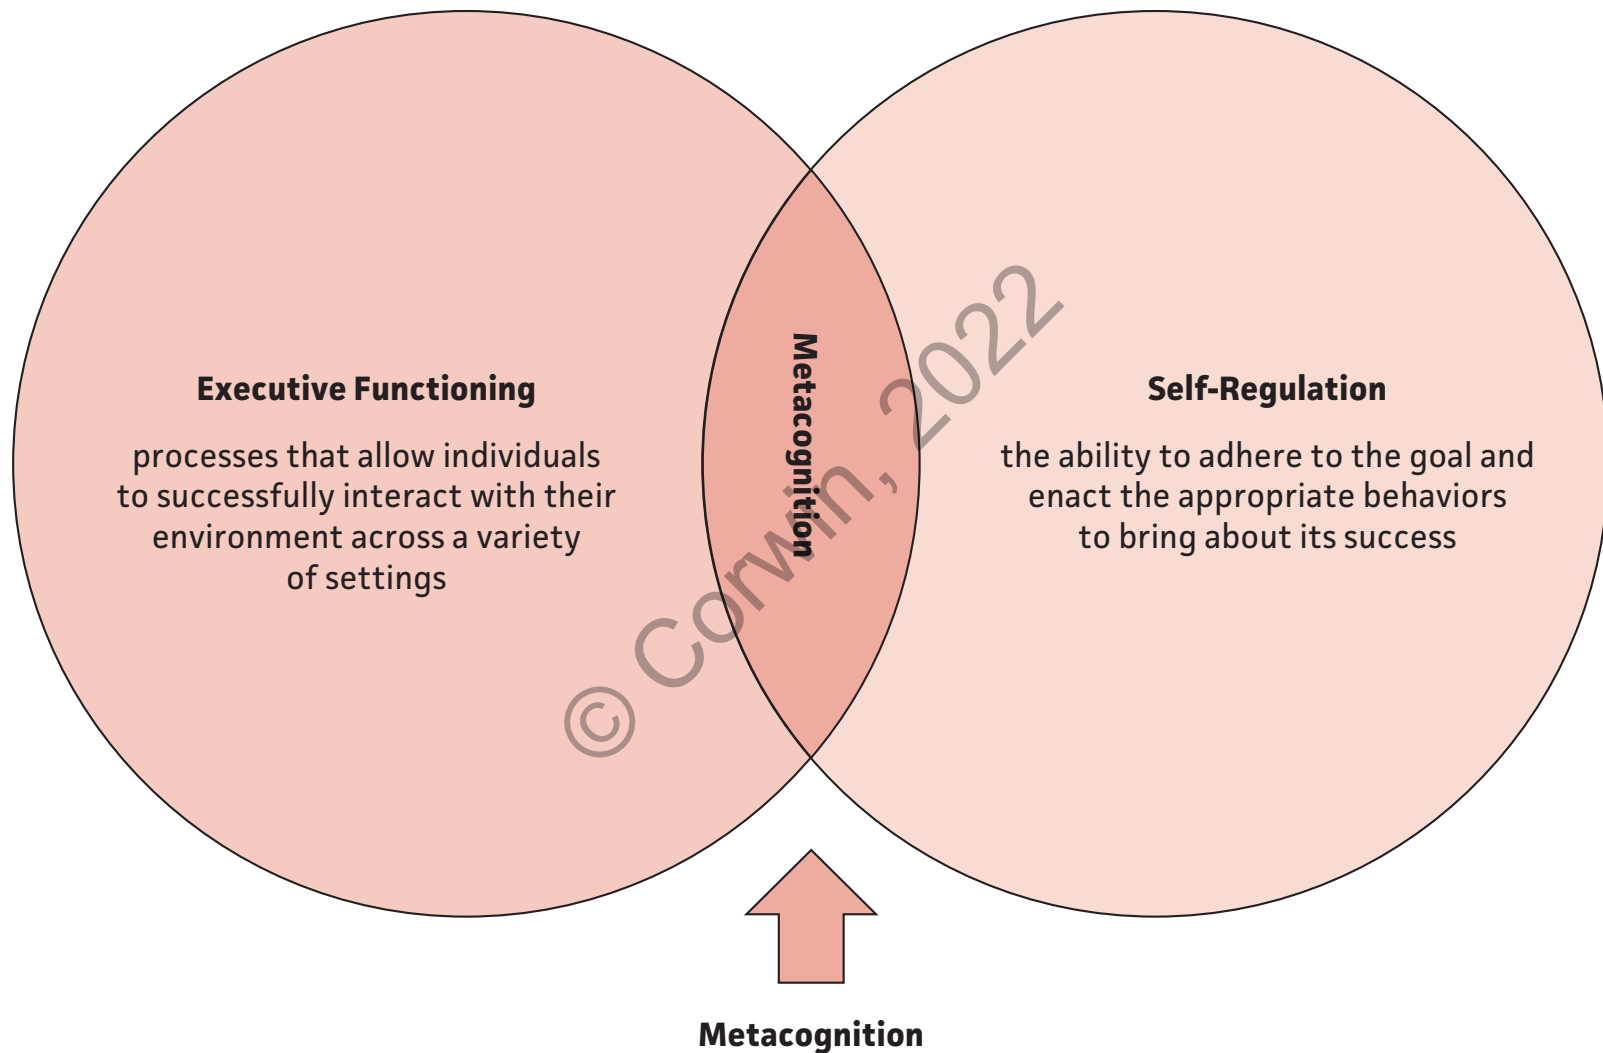 Executive Functioning
processes that allow individuals
to successfully interact with their
environment across a variety
of settings
Metacognition
Self-Regulation
the ability to adhere to the goal and
enact the appropriate behaviors
to bring about its success
© Corwin, 2022
Metacognition